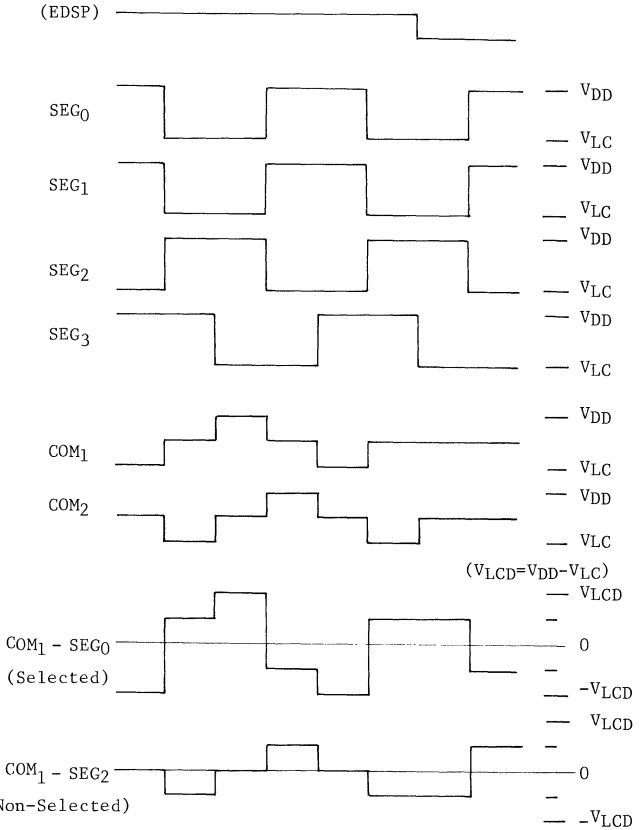 (EDSP)
SEG0
VDD
VLC
SEG1
VDD
VLC
SEG2
VDD
VLC
SEG3
VDD
VLC
COM1
VDD
VLC
COM2
VDD
VLC
(VLCD=VDD-VLC)
VLCD
COM1 - SEG0
0
(Selected)
-VLCD
VLCD
COM1 - SEG2
0
Non-Selected)
-VLCD